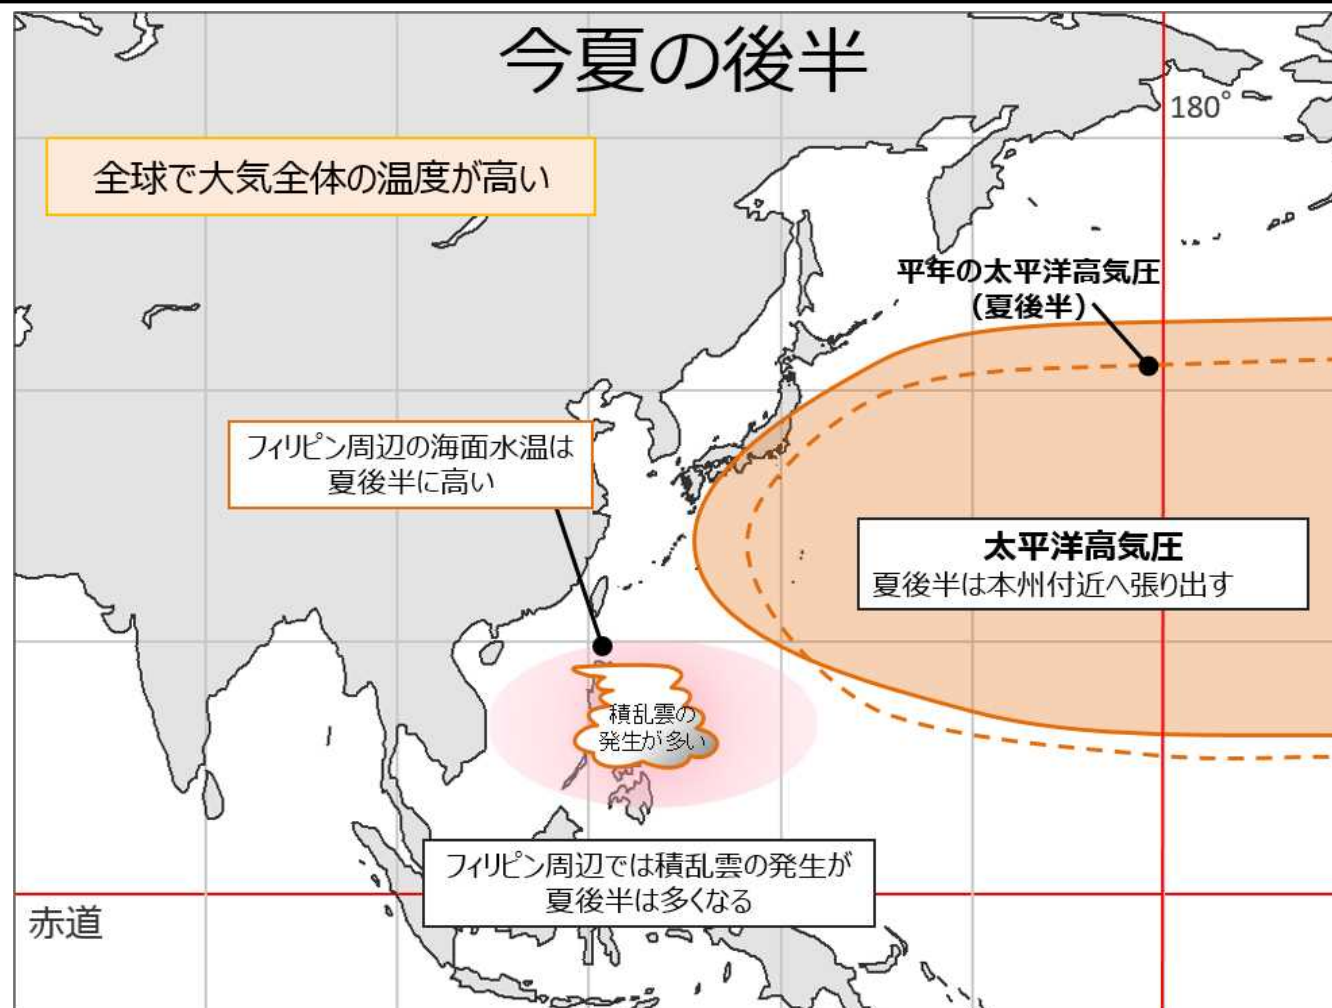 今夏の後半
180°
全球で大気全体の温度が高い
平年の太平洋高気圧
（夏後半）
フィリピン周辺の海面水温は
夏後半に高い
太平洋高気圧
夏後半は本州付近へ張り出す
積乱雲の
発生が多い
フィリピン周辺では積乱雲の発生が
夏後半は多くなる
赤道